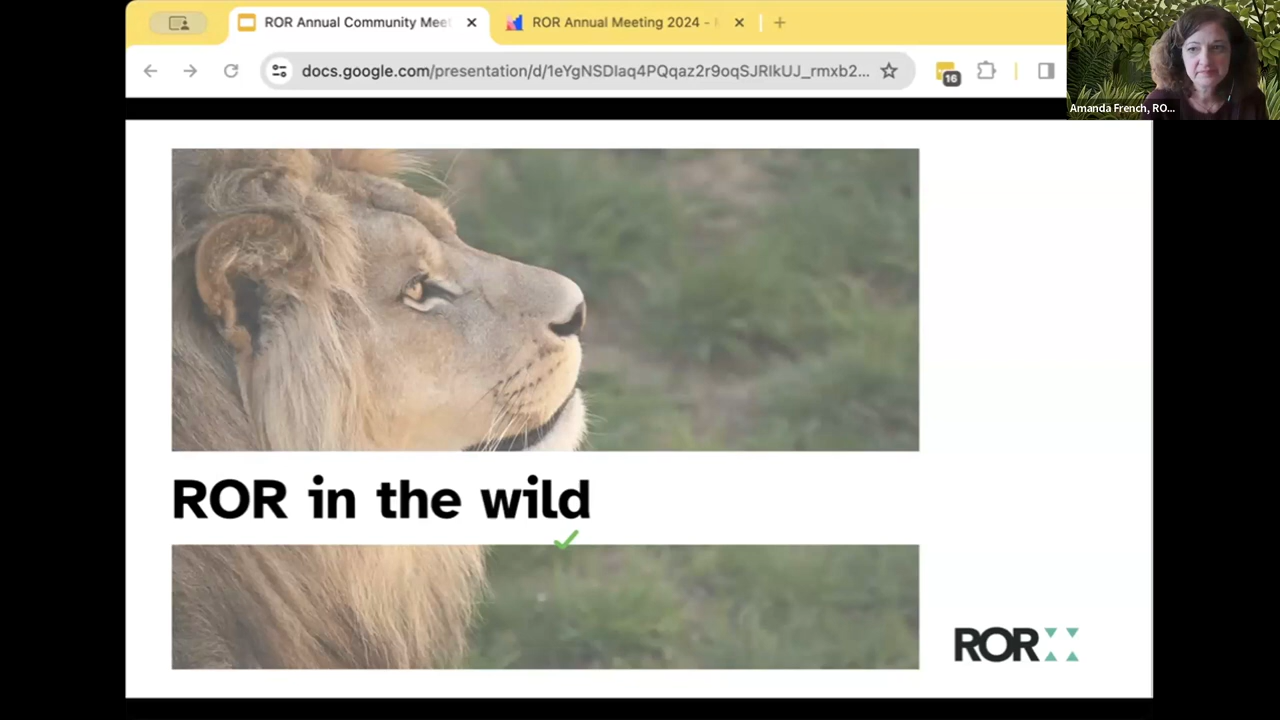 ROR Annual Community Meet
ROR Annual Meeting 2024 -
docs.google.com/presentation/d/1eYgNSDIaq4PQqaz2r9oqSJRlkUJ_rmxb2...
16
Amanda French, RO...
ROR in the wild
ROR